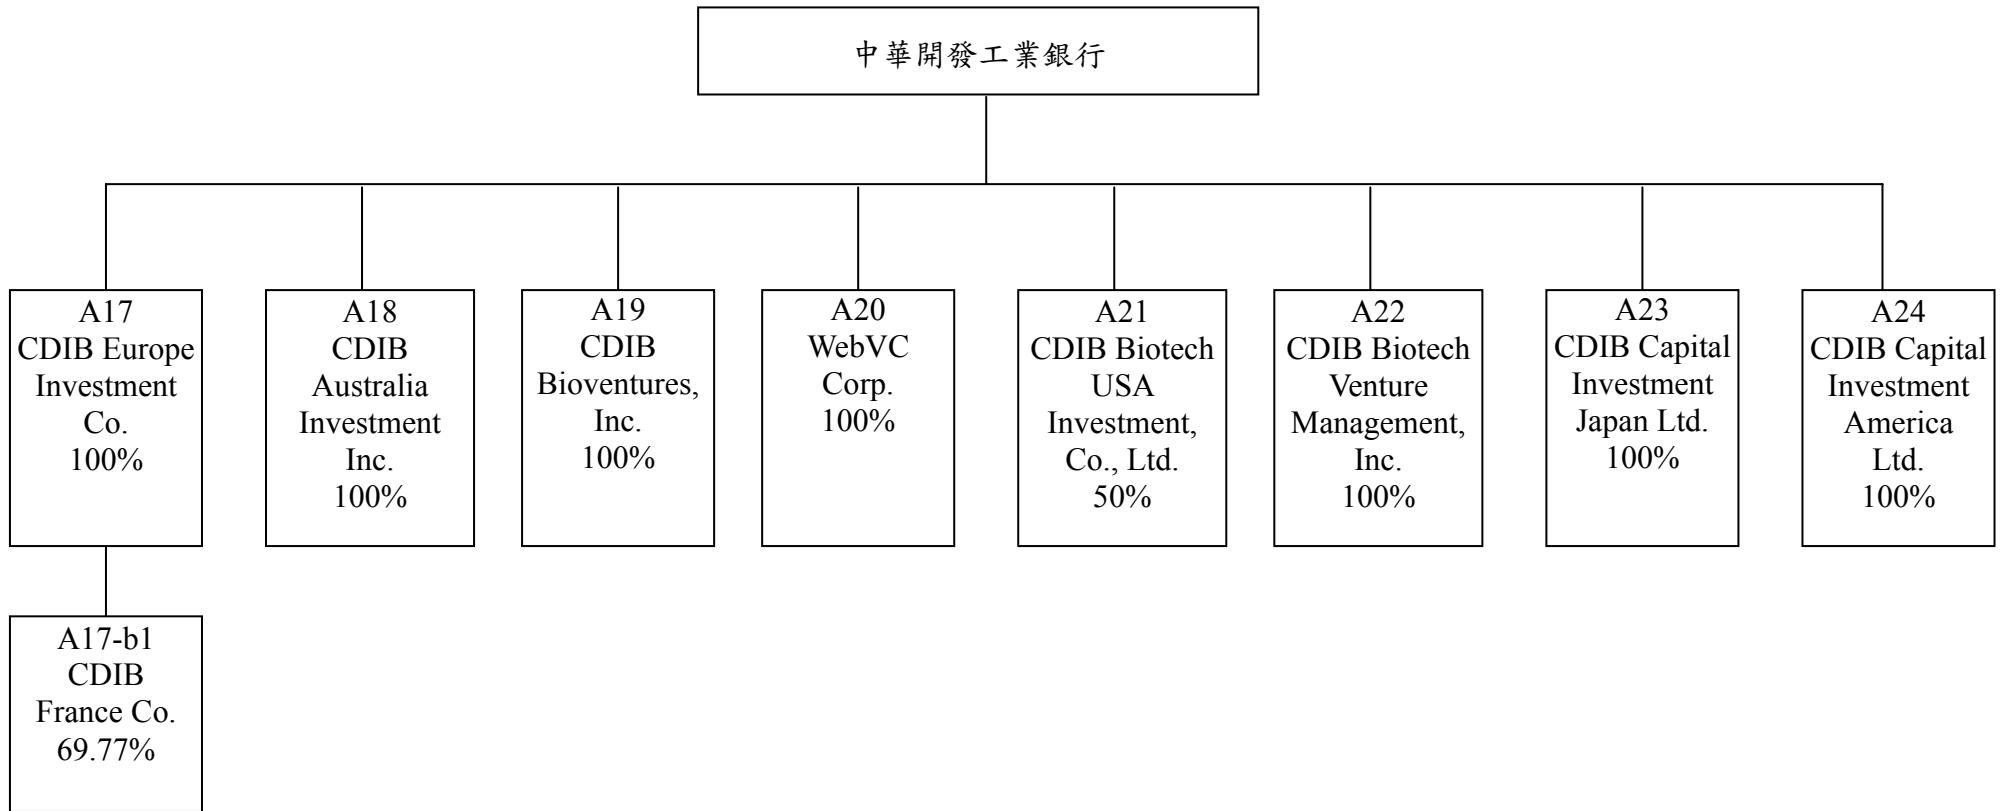 中華開發工業銀行
A17
CDIB Europe
Investment
Co.
100%
A18
CDIB
Australia
Investment
Inc.
100%
A19
CDIB
Bioventures,
Inc.
100%
A20
WebVC
Corp.
100%
A21
CDIB Biotech
USA
Investment,
Co., Ltd.
50%
A22
CDIB Biotech
Venture
Management,
Inc.
100%
A23
CDIB Capital
Investment
Japan Ltd.
100%
A24
CDIB Capital
Investment
America
Ltd.
100%
A17-b1
CDIB
France Co.
69.77%